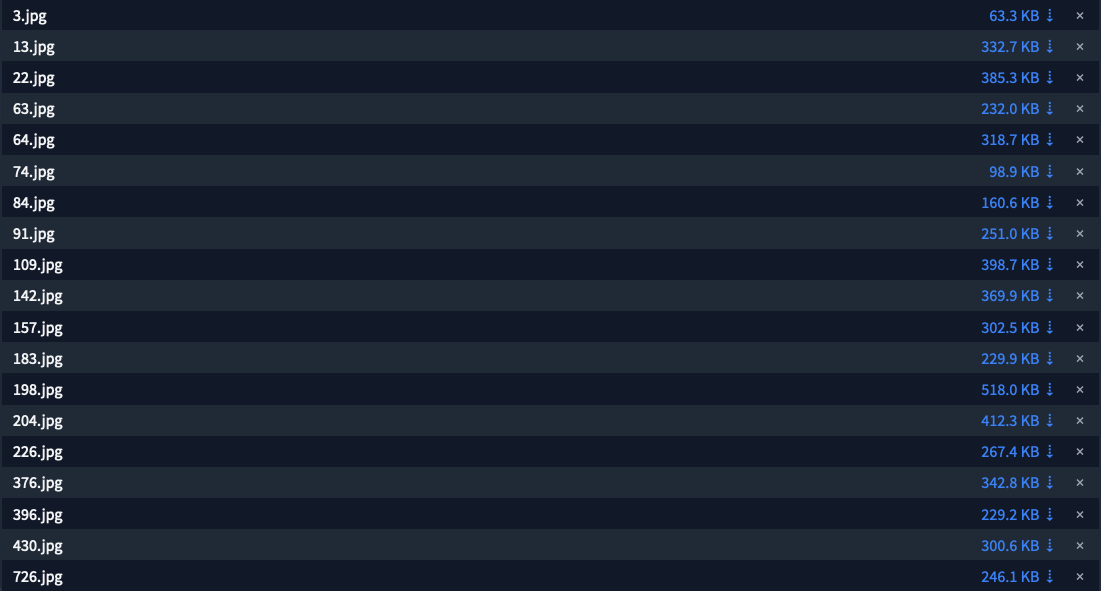 3.jpg 63.3 KB ⇣ ×
13.jpg 332.7 KB ⇣ ×
22.jpg 385.3 KB ⇣ ×
63.jpg 232.0 KB ⇣ ×
64.jpg 318.7 KB ⇣ ×
74.jpg 98.9 KB ⇣ ×
84.jpg 160.6 KB ⇣ ×
91.jpg 251.0 KB ⇣ ×
109.jpg 398.7 KB ⇣ ×
142.jpg 369.9 KB ⇣ ×
157.jpg 302.5 KB ⇣ ×
183.jpg 229.9 KB ⇣ ×
198.jpg 518.0 KB ⇣ ×
204.jpg 412.3 KB ⇣ ×
226.jpg 267.4 KB ⇣ ×
376.jpg 342.8 KB ⇣ ×
396.jpg 229.2 KB ⇣ ×
430.jpg 300.6 KB ⇣ ×
726.jpg 246.1 KB ⇣ ×